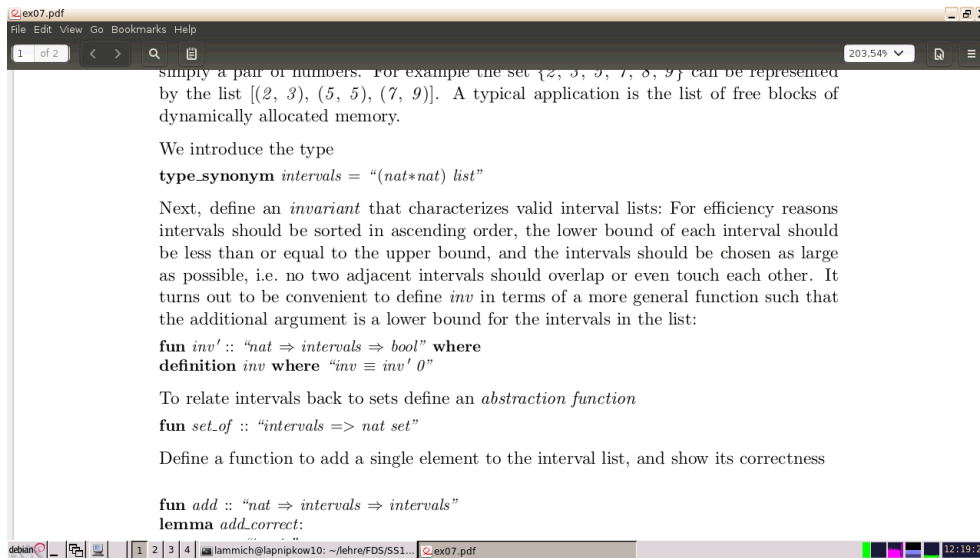 ex07.pdf
File Edit View Go Bookmarks Help
1 of 2 203,54%
simply a pair of numbers. For example the set {2, 3, 5, 7, 8, 9} can be represented
by the list [(2, 3), (5, 5), (7, 9)]. A typical application is the list of free blocks of
dynamically allocated memory.
We introduce the type
type_synonym intervals = “(nat∗nat) list”
Next, define an invariant that characterizes valid interval lists: For efficiency reasons
intervals should be sorted in ascending order, the lower bound of each interval should
be less than or equal to the upper bound, and the intervals should be chosen as large
as possible, i.e. no two adjacent intervals should overlap or even touch each other. It
turns out to be convenient to define inv in terms of a more general function such that
the additional argument is a lower bound for the intervals in the list:
fun inv′ :: “nat ⇒ intervals ⇒ bool” where
definition inv where “inv ≡ inv′ 0”
To relate intervals back to sets define an abstraction function
fun set_of :: “intervals => nat set”
Define a function to add a single element to the interval list, and show its correctness
fun add :: “nat ⇒ intervals ⇒ intervals”
lemma add_correct:
debian 1 2 3 4 lammich@lapnipkow10: ~/lehre/FDS/SS1... ex07.pdf 12:19: